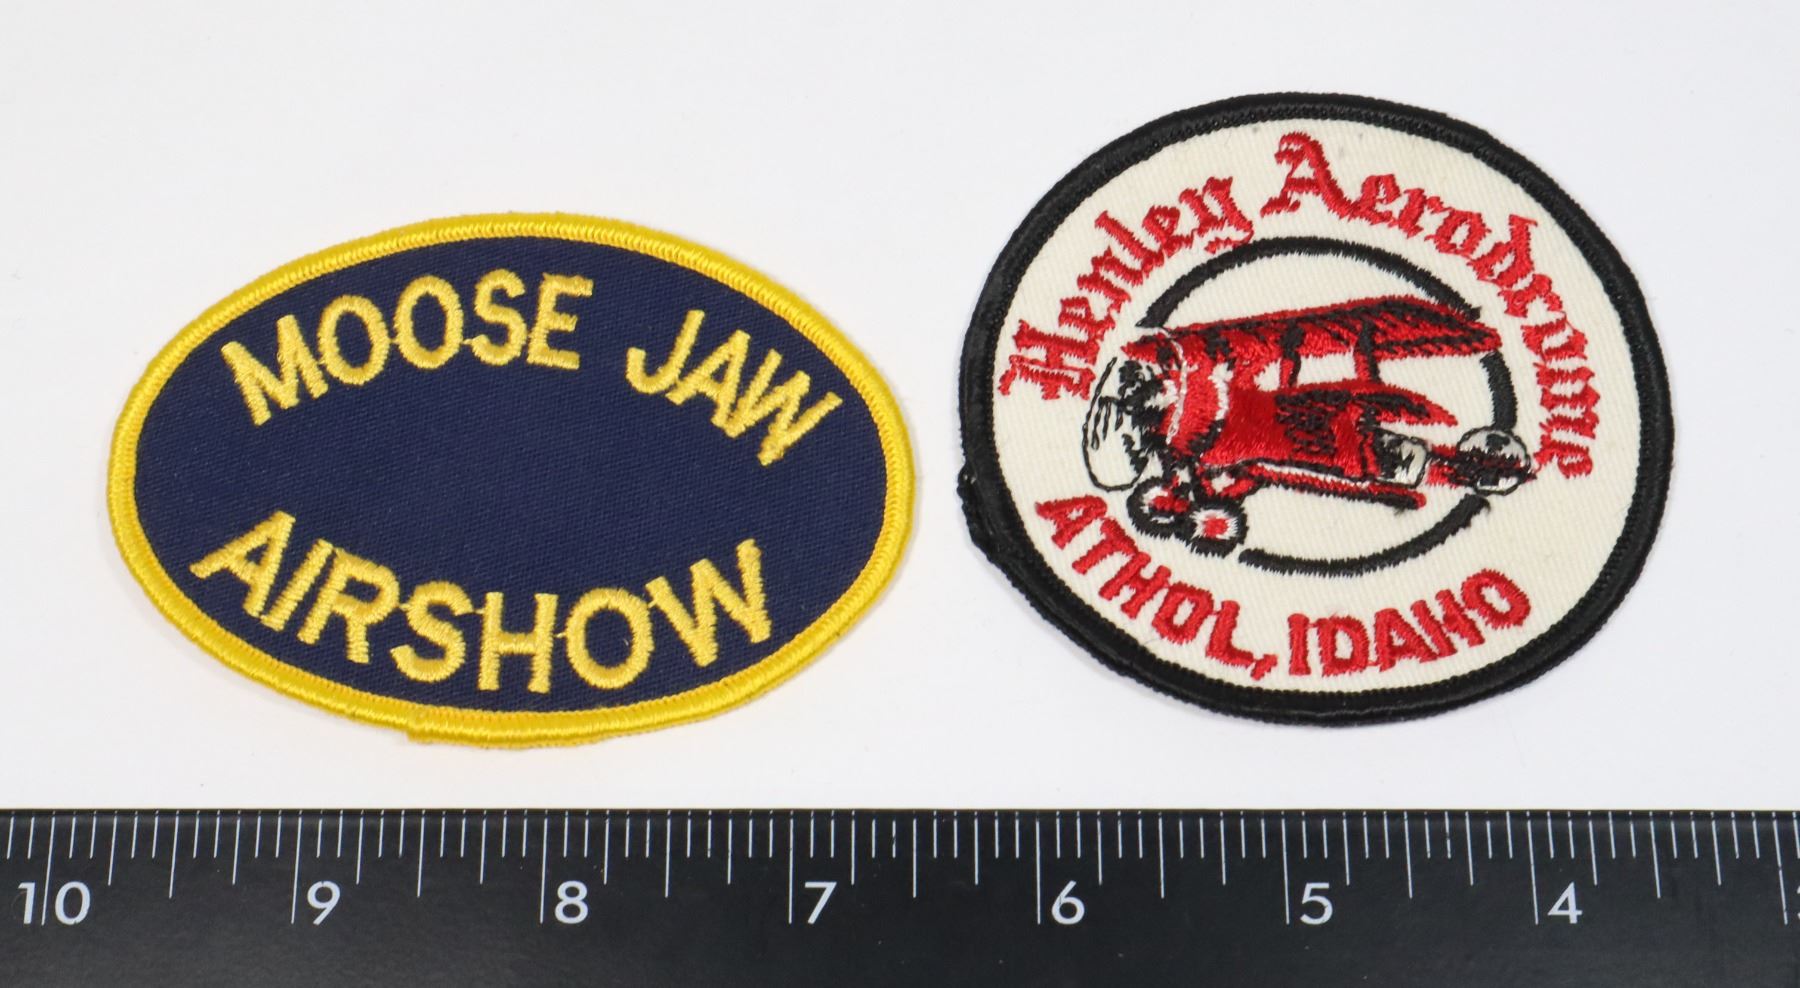 MOOSE JAW
AIRSHOW
Henley Aerodrome
ATHOL, IDAHO
10 9 8 7 6 5 4